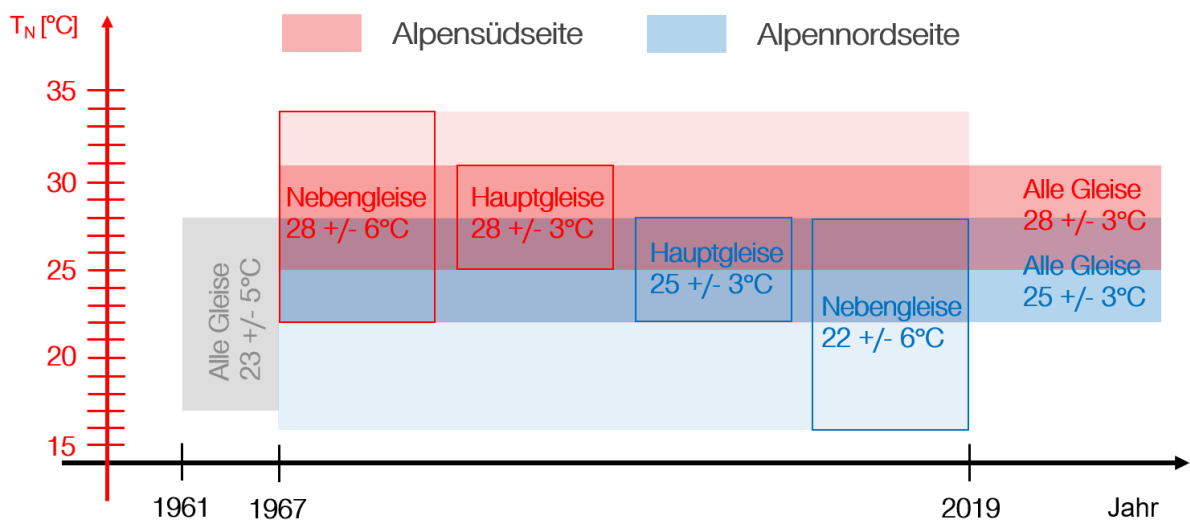 T_N [°C]
Alpensüdseite
Alpennordseite
35
30
25
20
15
Alle Gleise
23 +/- 5°C
Nebengleise
28 +/- 6°C
Hauptgleise
28 +/- 3°C
Hauptgleise
25 +/- 3°C
Nebengleise
22 +/- 6°C
Alle Gleise
28 +/- 3°C
Alle Gleise
25 +/- 3°C
1961
1967
2019
Jahr